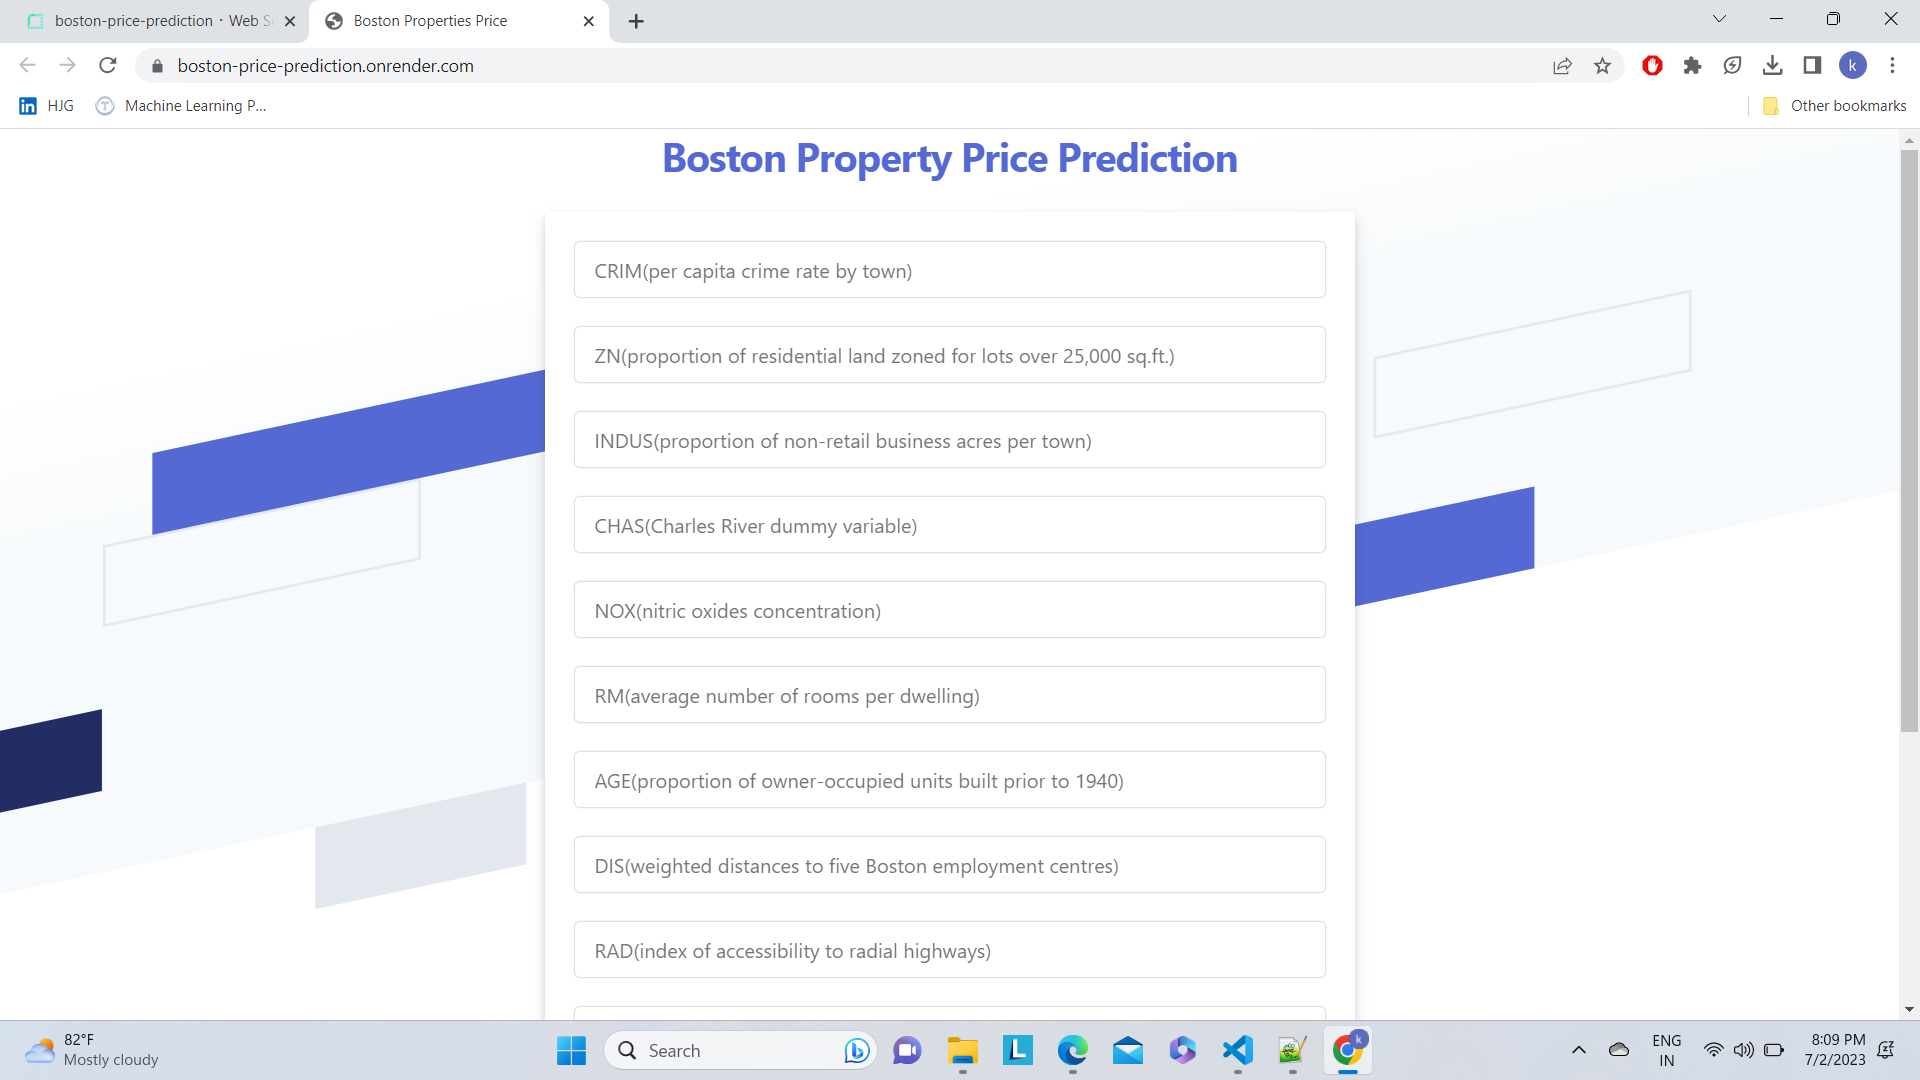 boston-price-prediction · Web S
Boston Properties Price
boston-price-prediction.onrender.com
k
HJG
Machine Learning P...
Other bookmarks
Boston Property Price Prediction
CRIM(per capita crime rate by town)
ZN(proportion of residential land zoned for lots over 25,000 sq.ft.)
INDUS(proportion of non-retail business acres per town)
CHAS(Charles River dummy variable)
NOX(nitric oxides concentration)
RM(average number of rooms per dwelling)
AGE(proportion of owner-occupied units built prior to 1940)
DIS(weighted distances to five Boston employment centres)
RAD(index of accessibility to radial highways)
82°F
Mostly cloudy
Search
ENG
IN
8:09 PM
7/2/2023